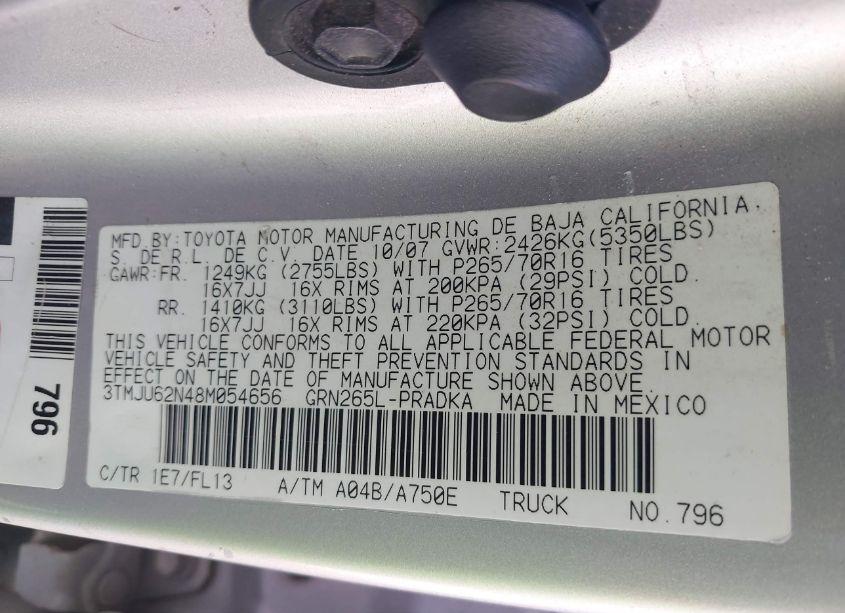 MFD.BY:TOYOTA MOTOR MANUFACTURING DE BAJA CALIFORNIA.
S. DE R.L. DE C.V. DATE 10/07 GVWR:2426KG(5350LBS)
GAWR:FR. 1249KG (2755LBS) WITH P265/70R16 TIRES
16X7JJ 16X RIMS AT 200KPA (29PSI) COLD.
RR. 1410KG (3110LBS) WITH P265/70R16 TIRES
16X7JJ 16X RIMS AT 220KPA (32PSI) COLD.
THIS VEHICLE CONFORMS TO ALL APPLICABLE FEDERAL MOTOR
VEHICLE SAFETY AND THEFT PREVENTION STANDARDS IN
EFFECT ON THE DATE OF MANUFACTURE SHOWN ABOVE.
3TMJU62N48M054656 GRN265L-PRADKA MADE IN MEXICO
C/TR 1E7/FL13 A/TM A04B/A750E TRUCK NO.796
796